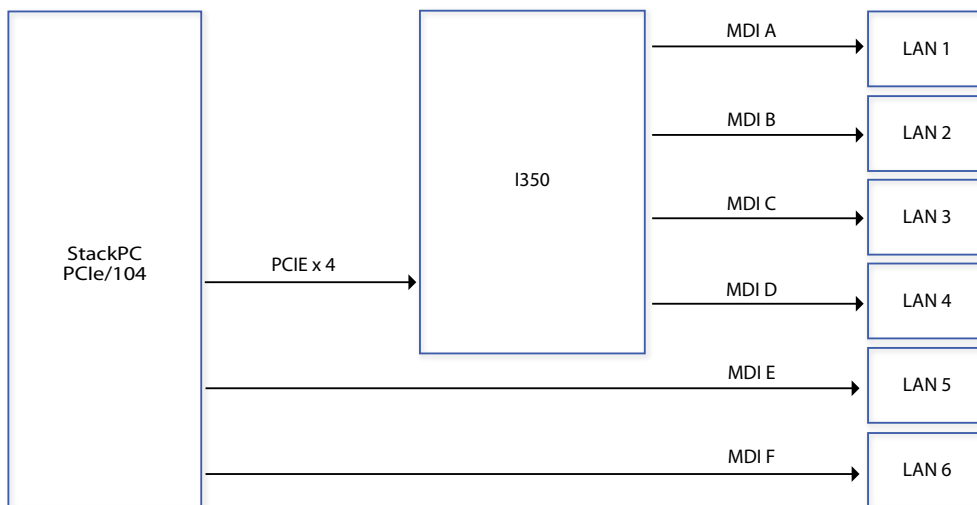 MDI A
LAN 1
MDI B
LAN 2
I350
MDI C
LAN 3
StackPC
PCIe/104
PCIE x 4
MDI D
LAN 4
MDI E
LAN 5
MDI F
LAN 6